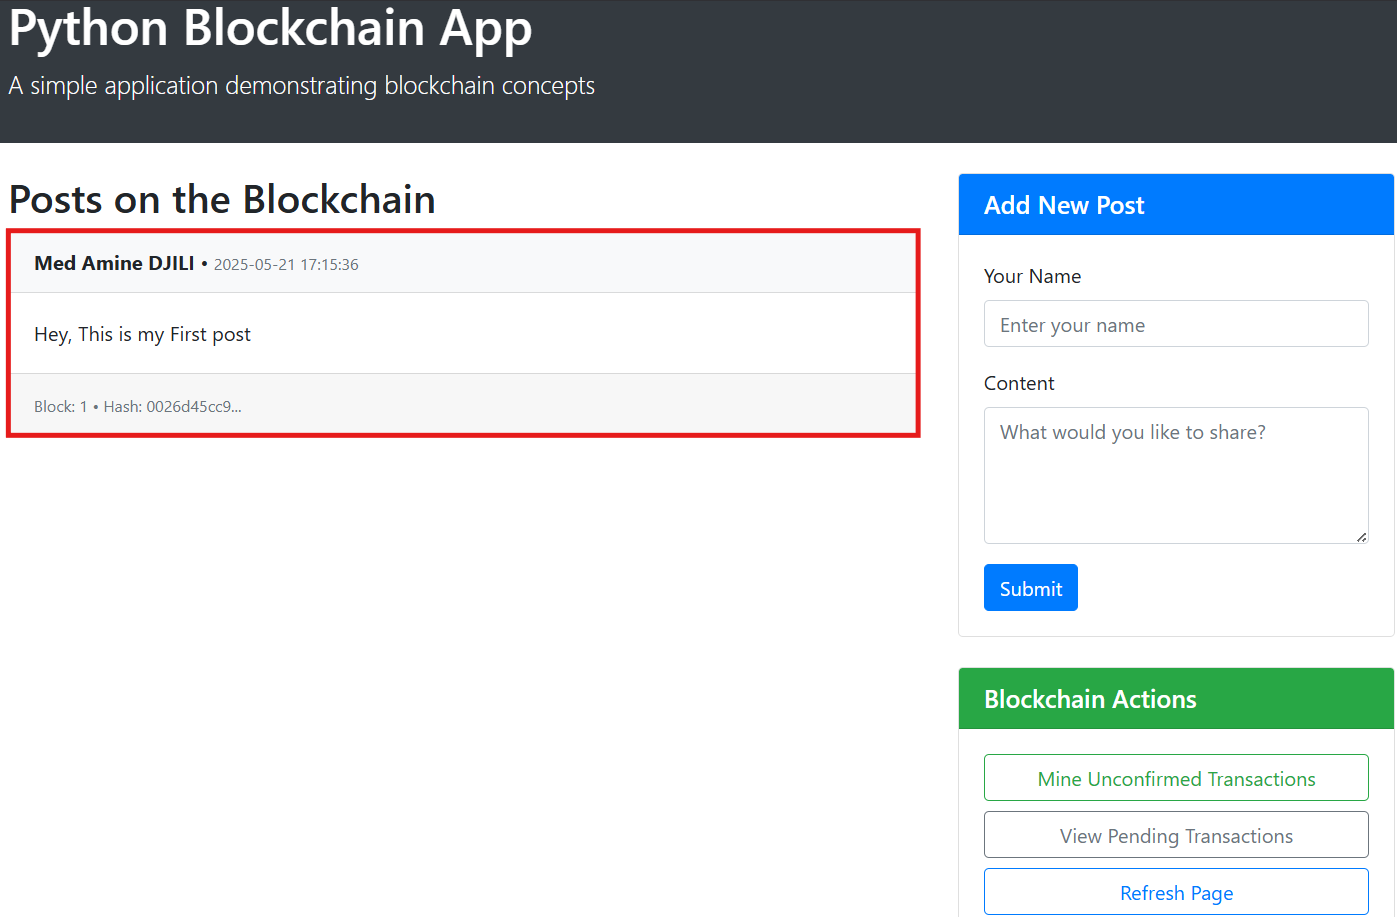 Python Blockchain App
A simple application demonstrating blockchain concepts
Posts on the Blockchain
Med Amine DJILI • 2025-05-21 17:15:36
Hey, This is my First post
Block: 1 • Hash: 0026d45cc9...
Add New Post
Your Name
Enter your name
Content
What would you like to share?
Submit
Blockchain Actions
Mine Unconfirmed Transactions
View Pending Transactions
Refresh Page